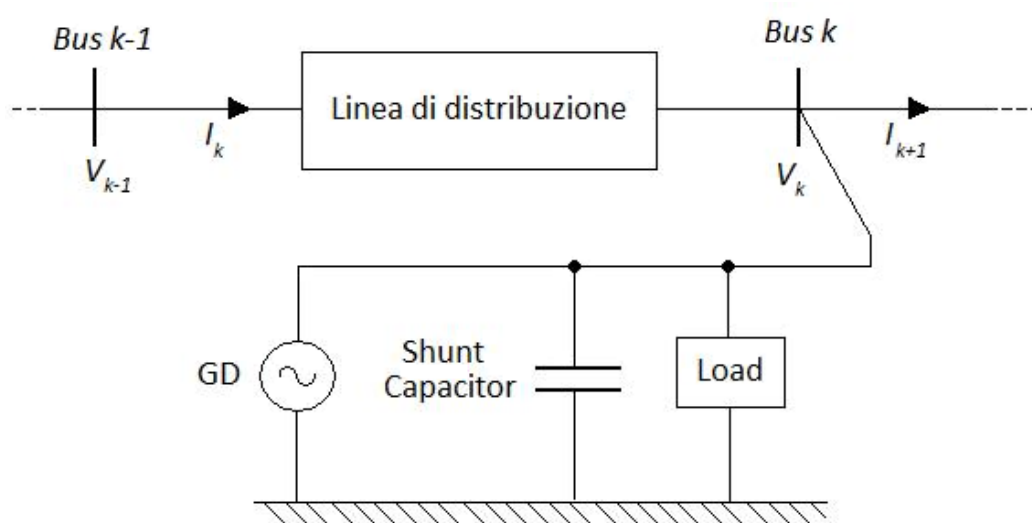 Bus k-1
Bus k
Linea di distribuzione
I_k
I_{k+1}
V_{k-1}
V_k
GD
Shunt
Capacitor
Load